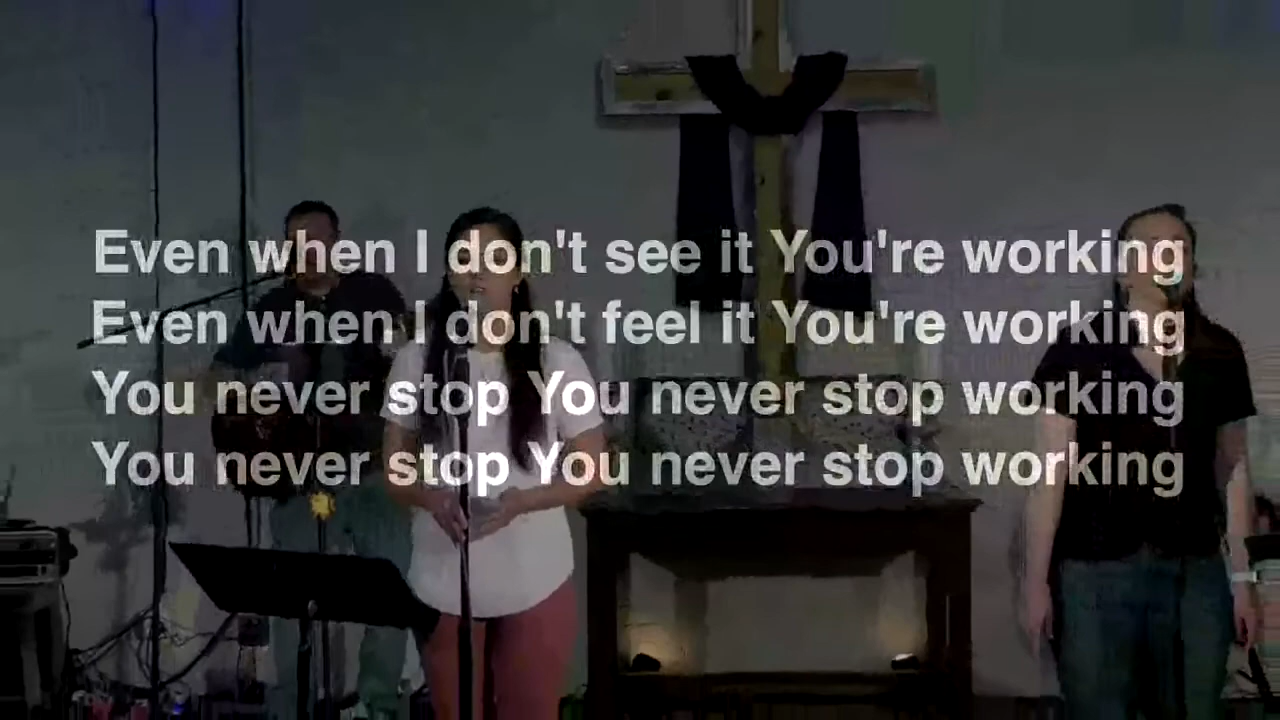 Even when I don't see it You're working
Even when I don't feel it You're working
You never stop You never stop working
You never stop You never stop working